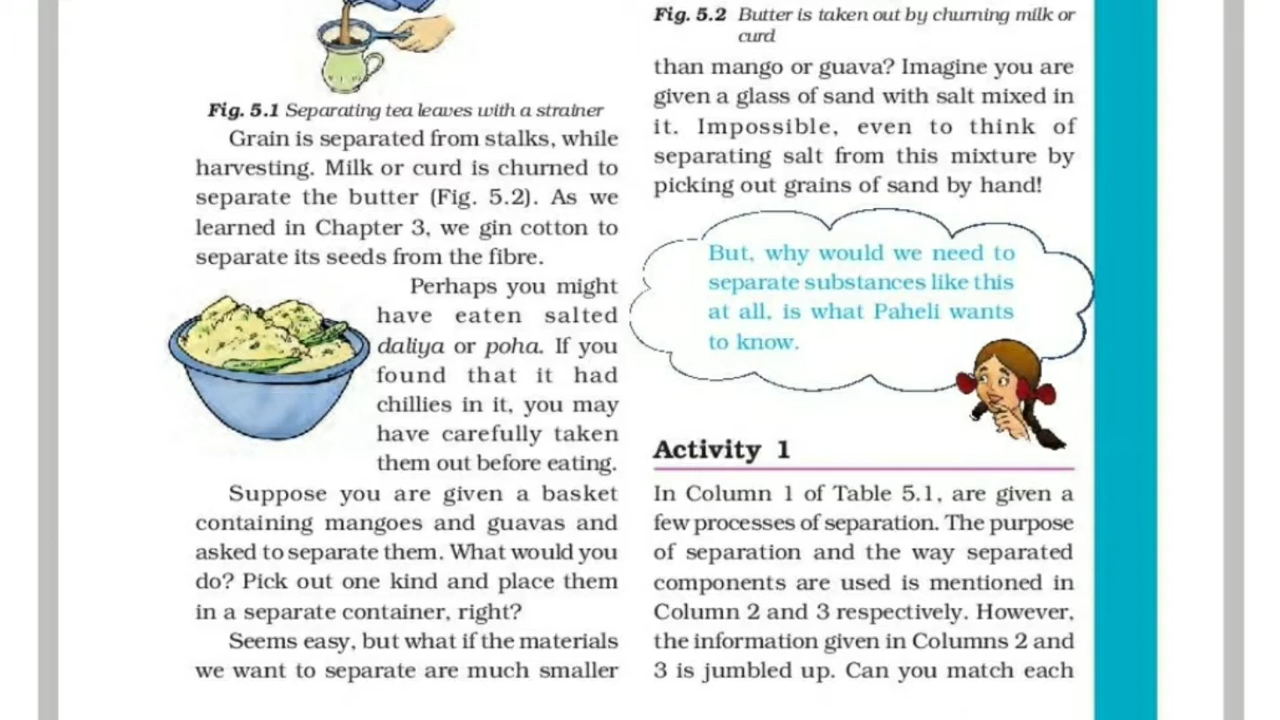 Fig. 5.1 Separating tea leaves with a strainer
Grain is separated from stalks, while
harvesting. Milk or curd is churned to
separate the butter (Fig. 5.2). As we
learned in Chapter 3, we gin cotton to
separate its seeds from the fibre.
Perhaps you might
have eaten salted
daliya or poha. If you
found that it had
chillies in it, you may
have carefully taken
them out before eating.
Suppose you are given a basket
containing mangoes and guavas and
asked to separate them. What would you
do? Pick out one kind and place them
in a separate container, right?
Seems easy, but what if the materials
we want to separate are much smaller
Fig. 5.2 Butter is taken out by churning milk or
curd
than mango or guava? Imagine you are
given a glass of sand with salt mixed in
it. Impossible, even to think of
separating salt from this mixture by
picking out grains of sand by hand!
But, why would we need to
separate substances like this
at all, is what Paheli wants
to know.
Activity 1
In Column 1 of Table 5.1, are given a
few processes of separation. The purpose
of separation and the way separated
components are used is mentioned in
Column 2 and 3 respectively. However,
the information given in Columns 2 and
3 is jumbled up. Can you match each